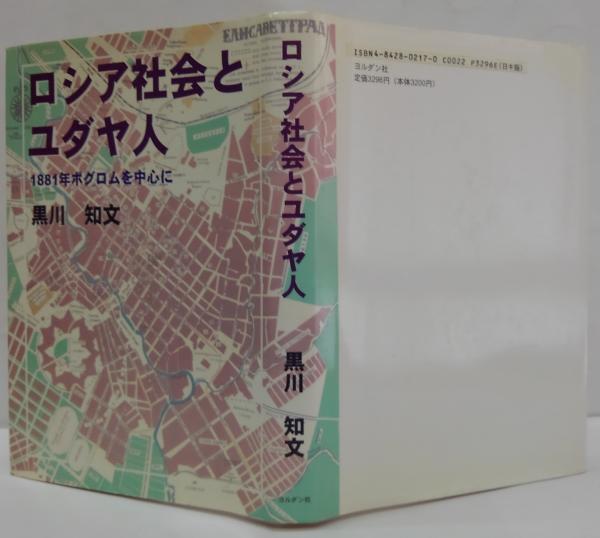 ЕЛИСАВЕТГРАД
ロシア社会と
ユダヤ人
1881年ポグロムを中心に
黒川 知文
ロシア社会とユダヤ人
黒川 知文
ヨルダン社
ISBN4-8428-0217-0 C0022 P3296E(日キ販)
ヨルダン社
定価3296円(本体3200円)